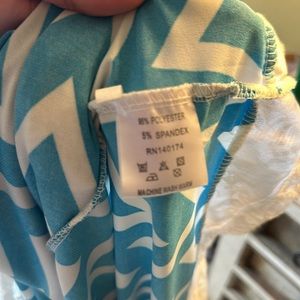 95% POLYESTER
5% SPANDEX
RN140174
MACHINE WASH WARM